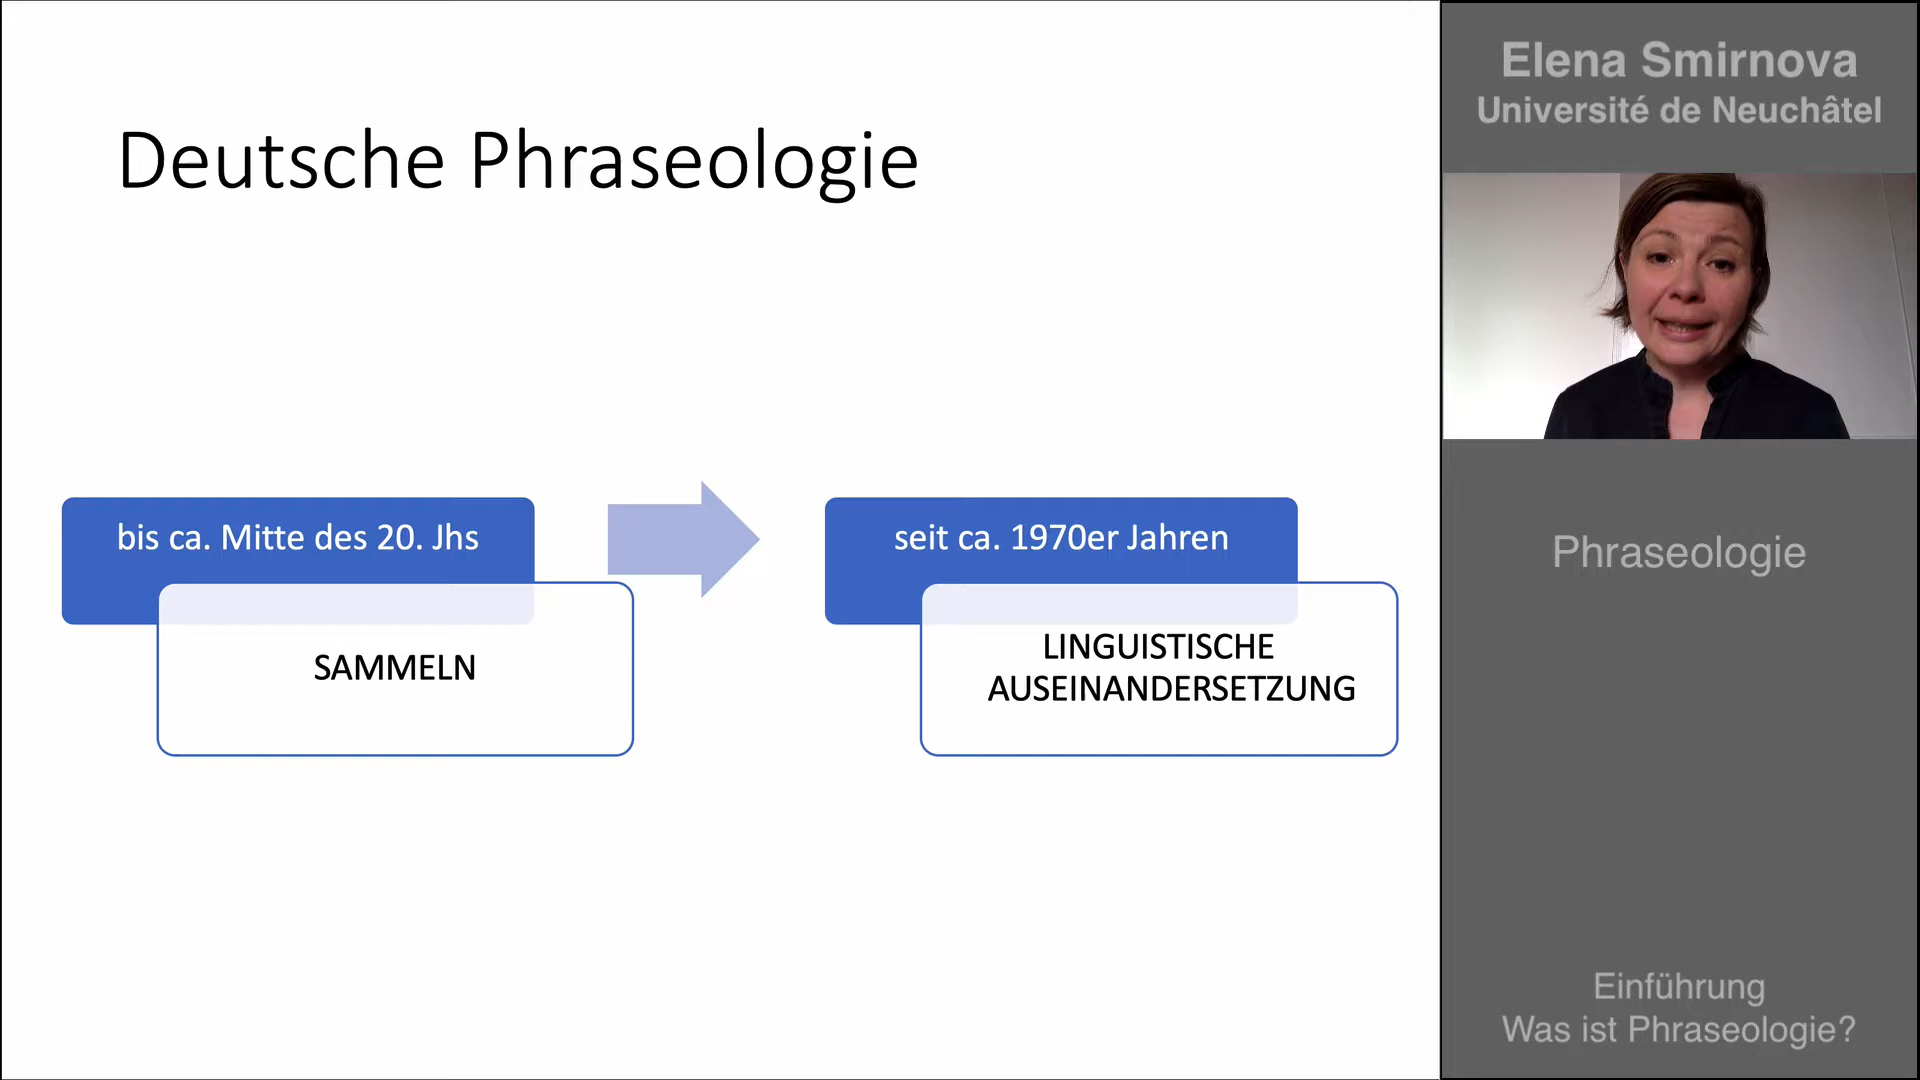 Deutsche Phraseologie
bis ca. Mitte des 20. Jhs
SAMMELN
seit ca. 1970er Jahren
LINGUISTISCHE
AUSEINANDERSETZUNG
Elena Smirnova
Université de Neuchâtel
Phraseologie
Einführung
Was ist Phraseologie?